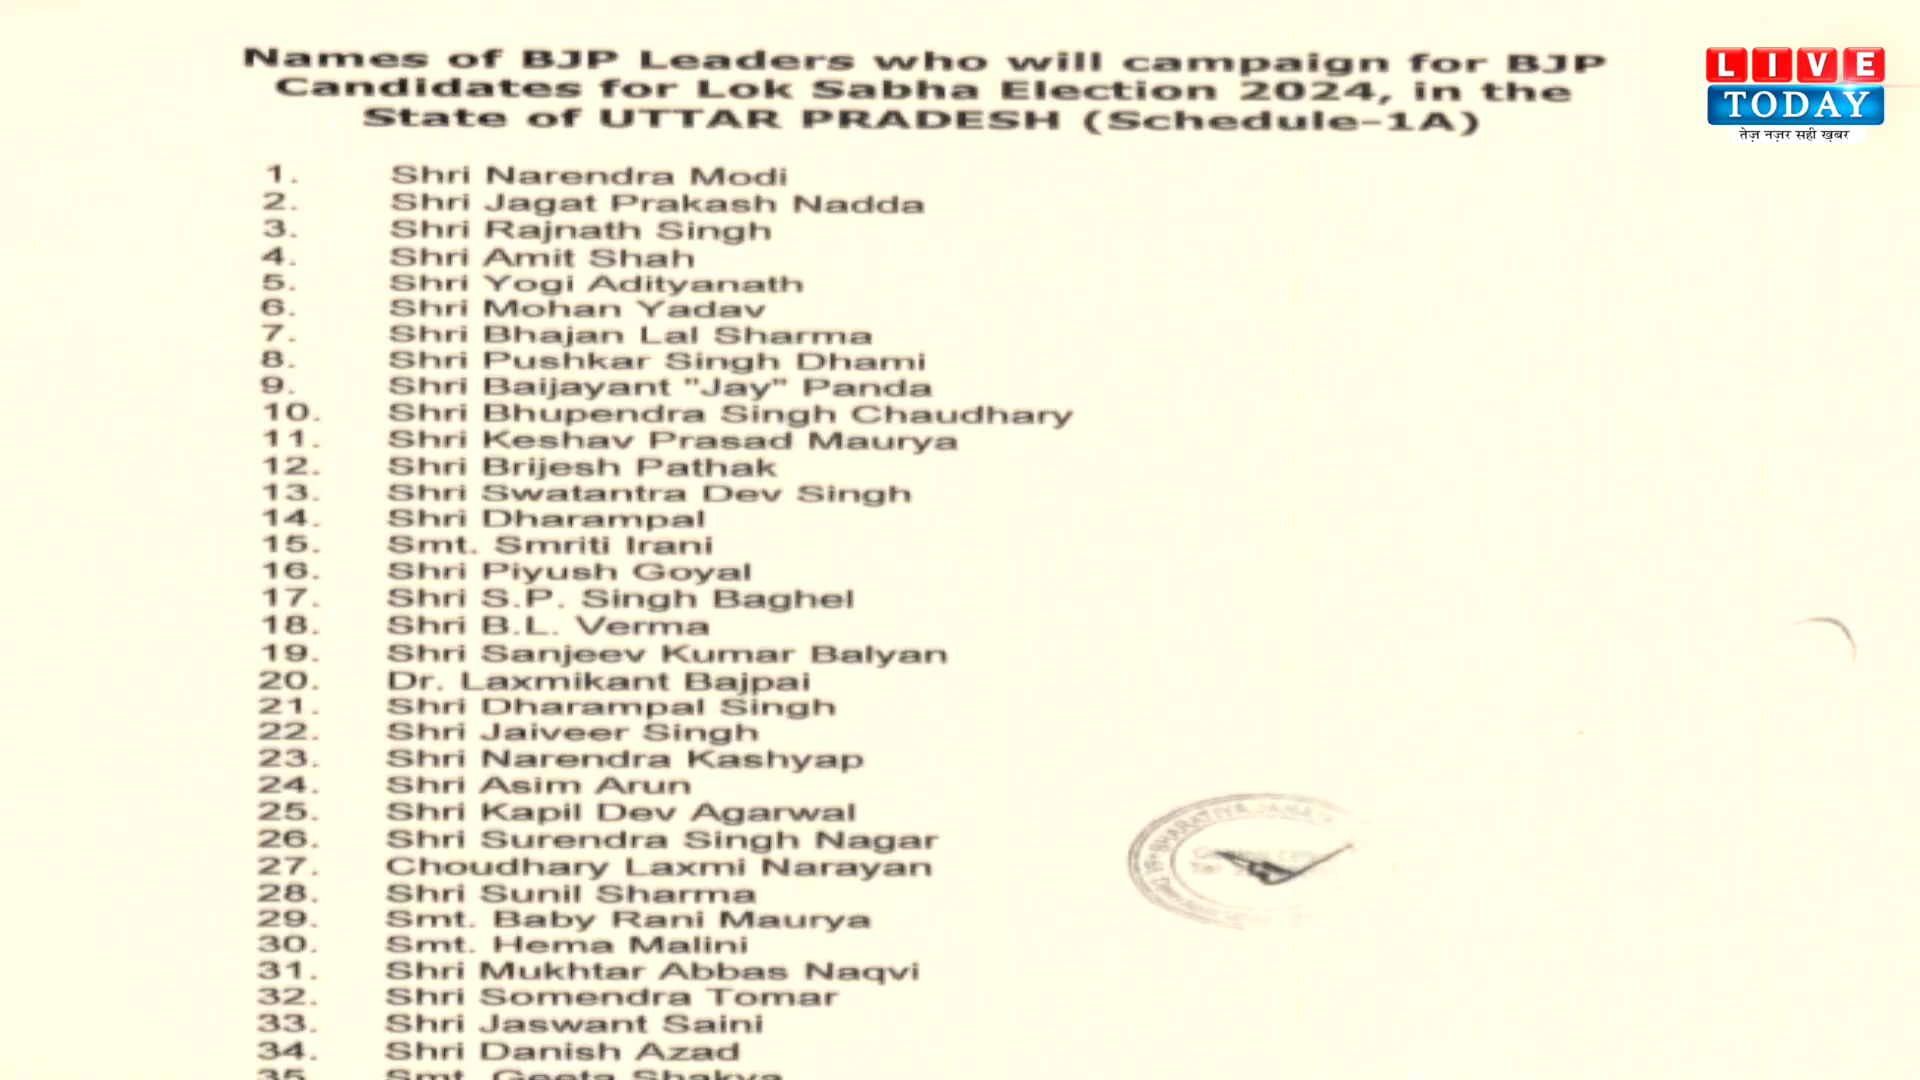 Names of BJP Leaders who will campaign for BJP
Candidates for Lok Sabha Election 2024, in the
State of UTTAR PRADESH (Schedule-1A)
LIVE
TODAY
तेज़ नज़र सही ख़बर
1. Shri Narendra Modi
2. Shri Jagat Prakash Nadda
3. Shri Rajnath Singh
4. Shri Amit Shah
5. Shri Yogi Adityanath
6. Shri Mohan Yadav
7. Shri Bhajan Lal Sharma
8. Shri Pushkar Singh Dhami
9. Shri Baijayant "Jay" Panda
10. Shri Bhupendra Singh Chaudhary
11. Shri Keshav Prasad Maurya
12. Shri Brijesh Pathak
13. Shri Swatantra Dev Singh
14. Shri Dharampal
15. Smt. Smriti Irani
16. Shri Piyush Goyal
17. Shri S.P. Singh Baghel
18. Shri B.L. Verma
19. Shri Sanjeev Kumar Balyan
20. Dr. Laxmikant Bajpai
21. Shri Dharampal Singh
22. Shri Jaiveer Singh
23. Shri Narendra Kashyap
24. Shri Asim Arun
25. Shri Kapil Dev Agarwal
26. Shri Surendra Singh Nagar
27. Choudhary Laxmi Narayan
28. Shri Sunil Sharma
29. Smt. Baby Rani Maurya
30. Smt. Hema Malini
31. Shri Mukhtar Abbas Naqvi
32. Shri Somendra Tomar
33. Shri Jaswant Saini
34. Shri Danish Azad
35. Smt. Geeta Shakya
BHARATIYA JANATA